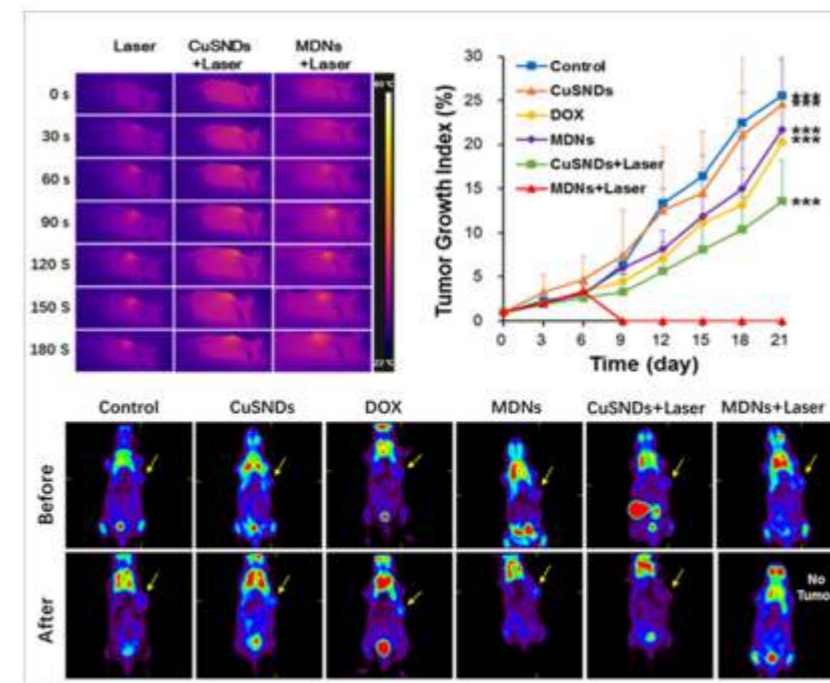 Laser CuSNDs +Laser MDNs +Laser
0 s
30 s
60 s
90 s
120 S
150 S
180 S
60 °C
22 °C
Tumor Growth Index (%)
30
25
20
15
10
5
0
Control
CuSNDs
DOX
MDNs
CuSNDs+Laser
MDNs+Laser
***
***
***
***
***
0 3 6 9 12 15 18 21
Time (day)
Control CuSNDs DOX MDNs CuSNDs+Laser MDNs+Laser
Before
After
No
Tumo